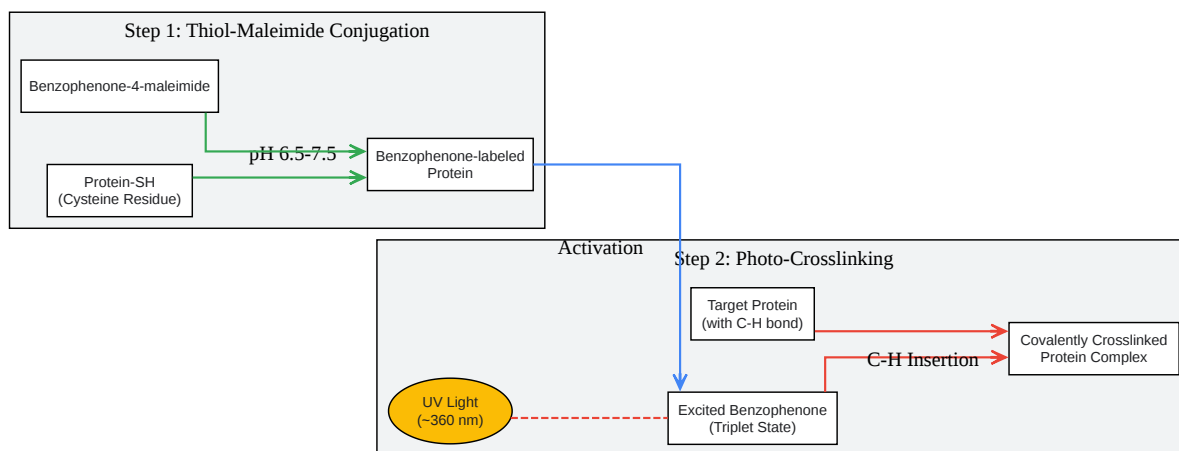 Step 1: Thiol-Maleimide Conjugation
Benzophenone-4-maleimide
pH 6.5-7.5
Benzophenone-labeled
Protein
Protein-SH
(Cysteine Residue)
Activation
Step 2: Photo-Crosslinking
Target Protein
(with C-H bond)
Covalently Crosslinked
Protein Complex
C-H Insertion
UV Light
(~360 nm)
Excited Benzophenone
(Triplet State)